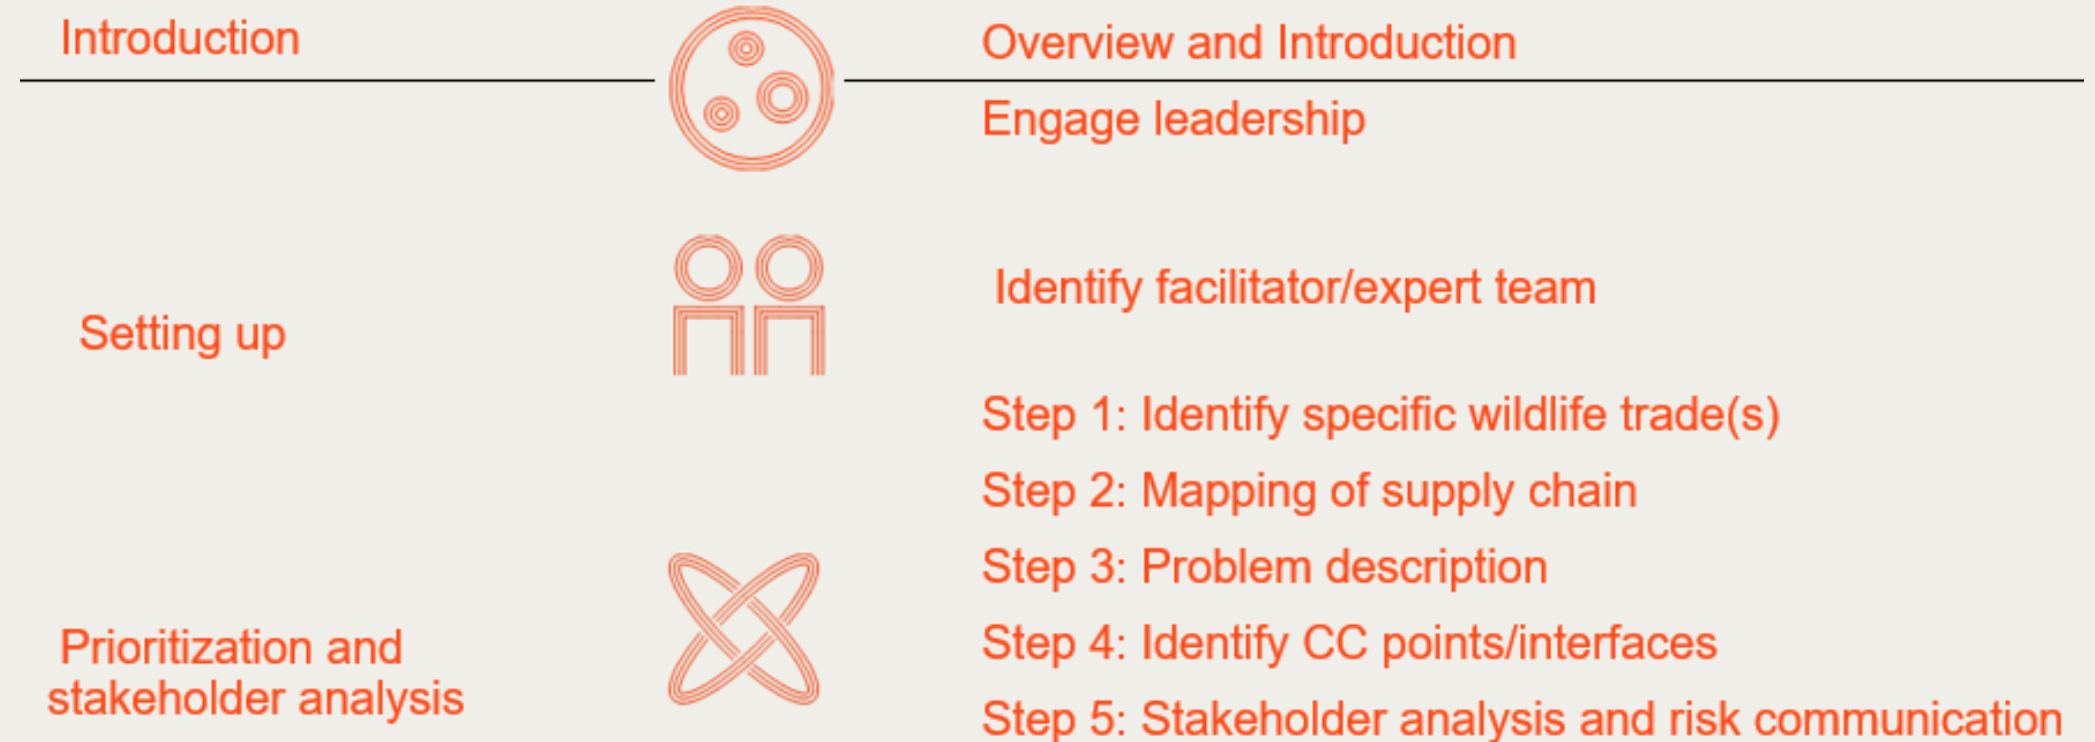 Introduction
Overview and Introduction
Engage leadership
Setting up
Identify facilitator/expert team
Step 1: Identify specific wildlife trade(s)
Step 2: Mapping of supply chain
Step 3: Problem description
Prioritization and
stakeholder analysis
Step 4: Identify CC points/interfaces
Step 5: Stakeholder analysis and risk communication